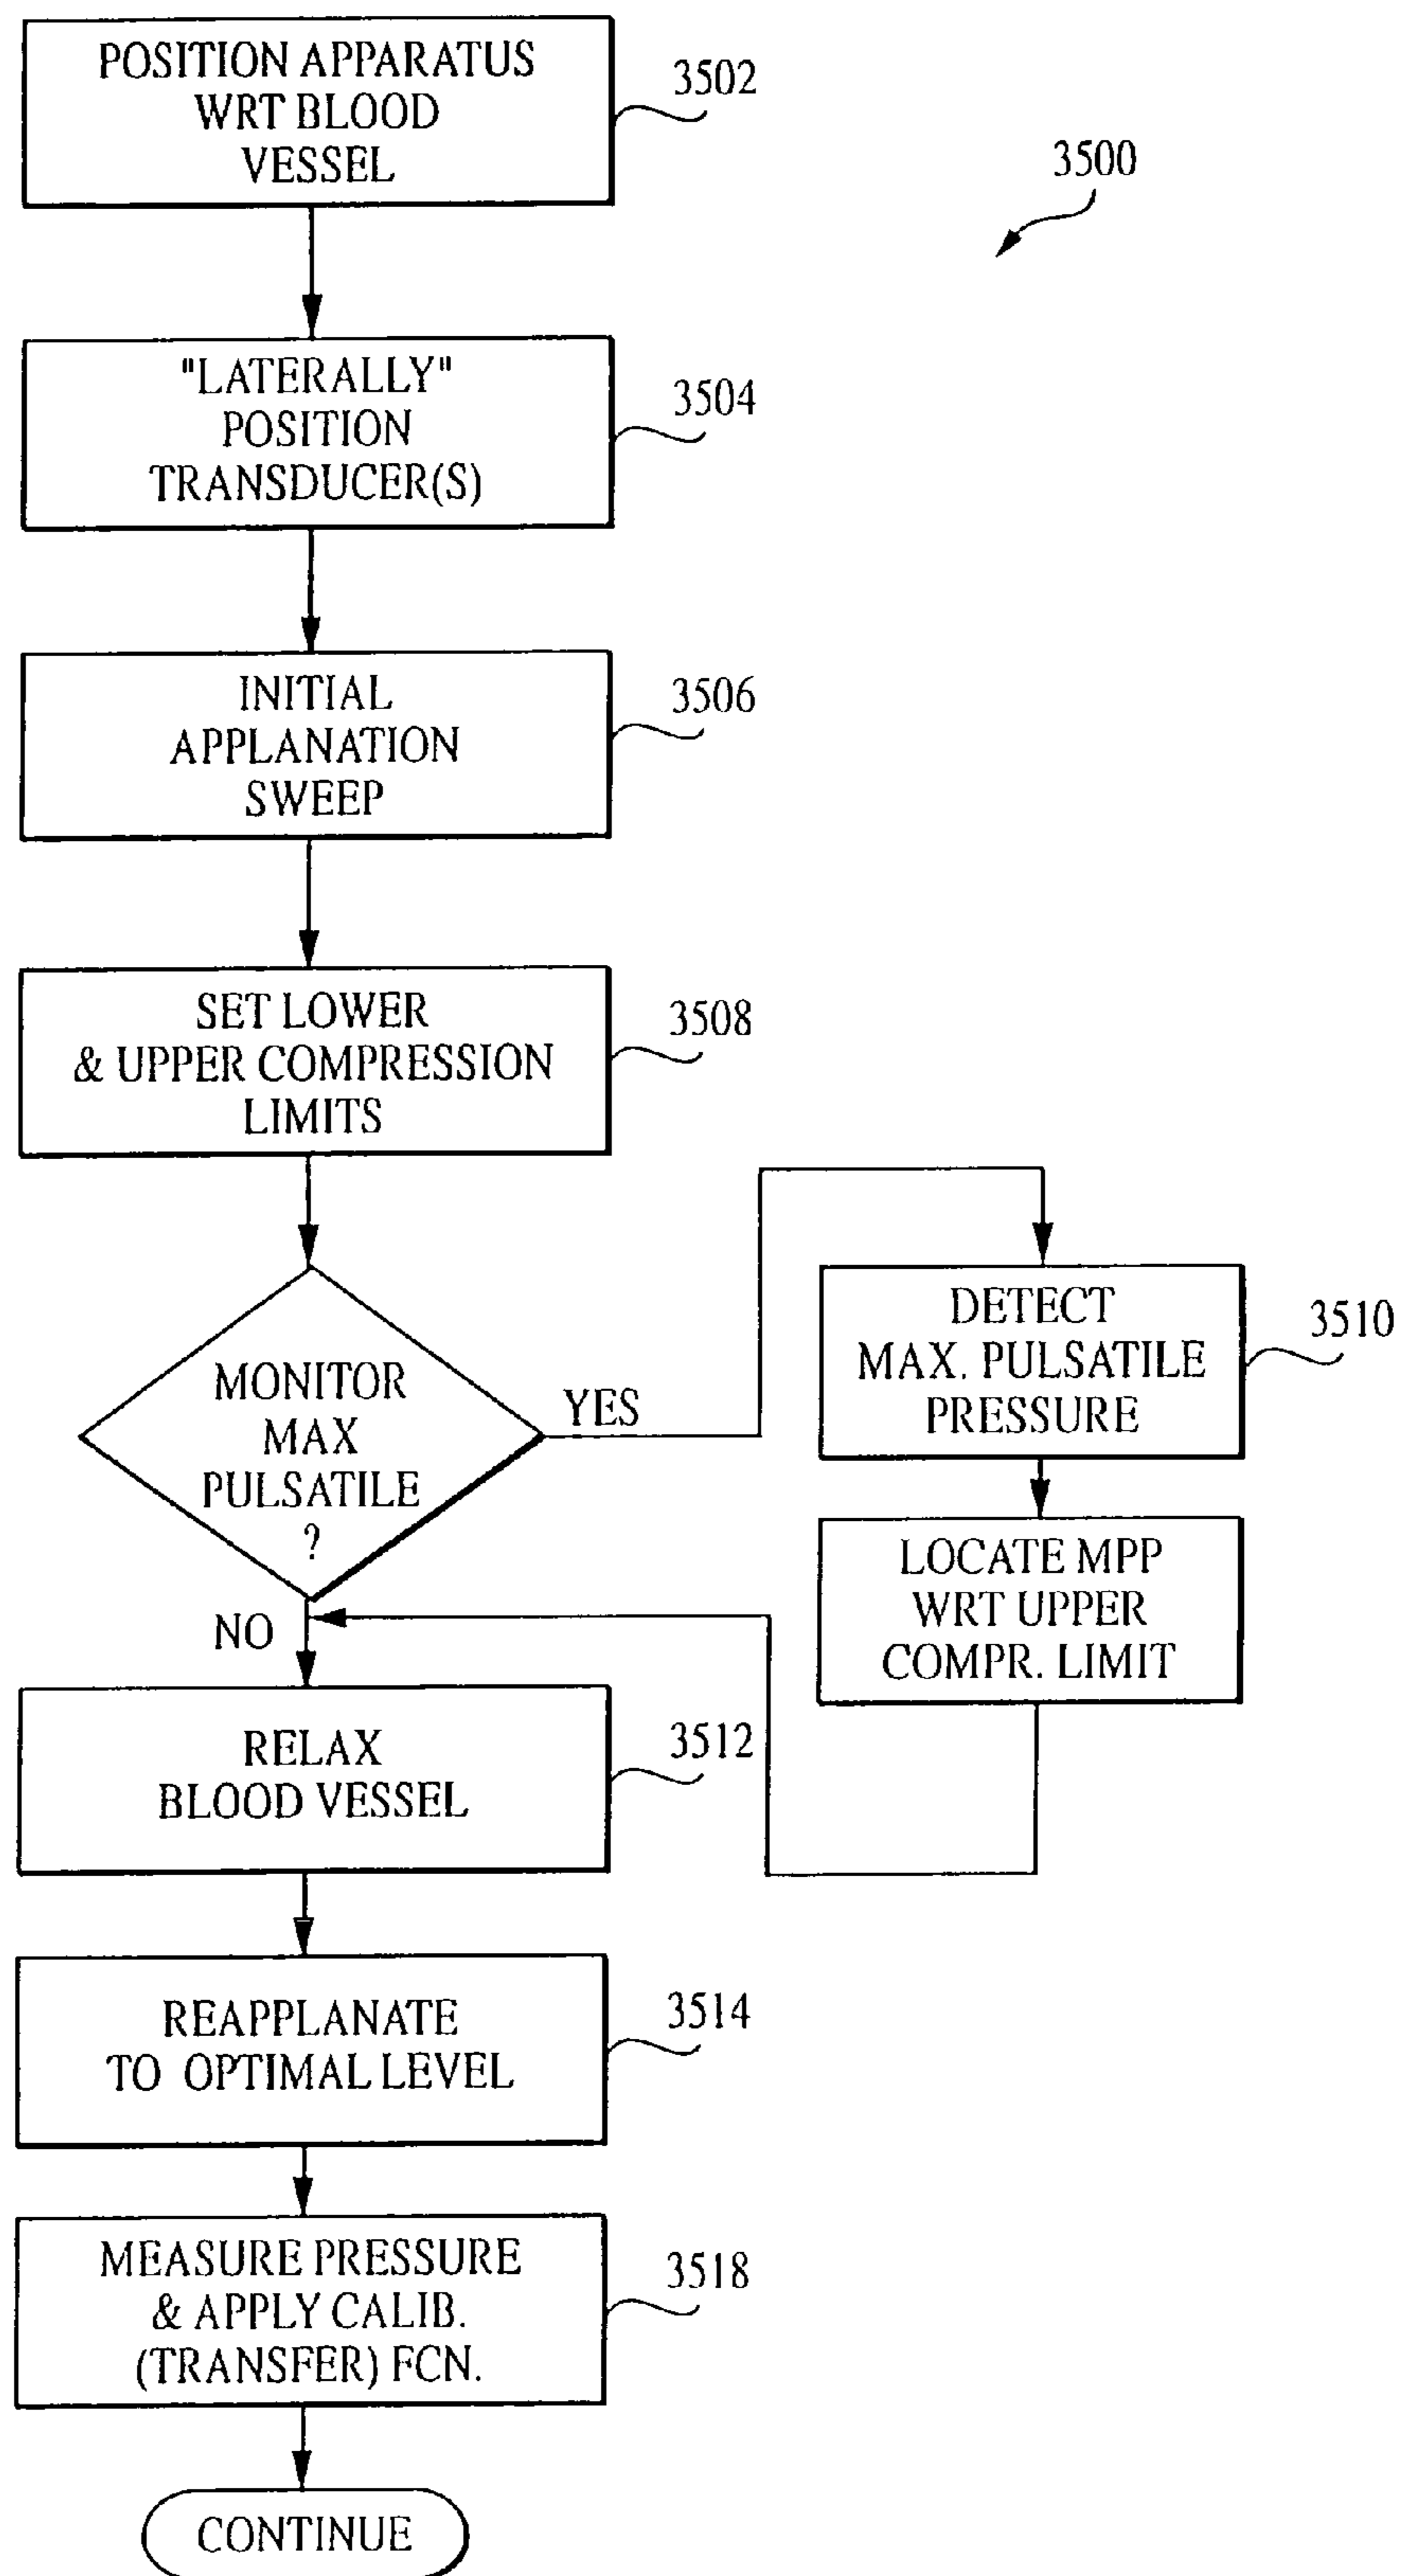 POSITION APPARATUS
WRT BLOOD
VESSEL
3502
3500
"LATERALLY"
POSITION
TRANSDUCER(S)
3504
INITIAL
APPLANATION
SWEEP
3506
SET LOWER
& UPPER COMPRESSION
LIMITS
3508
MONITOR
MAX
PULSATILE
?
YES
DETECT
MAX. PULSATILE
PRESSURE
3510
LOCATE MPP
WRT UPPER
COMPR. LIMIT
NO
RELAX
BLOOD VESSEL
3512
REAPPLANATE
TO OPTIMAL LEVEL
3514
MEASURE PRESSURE
& APPLY CALIB.
(TRANSFER) FCN.
3518
CONTINUE